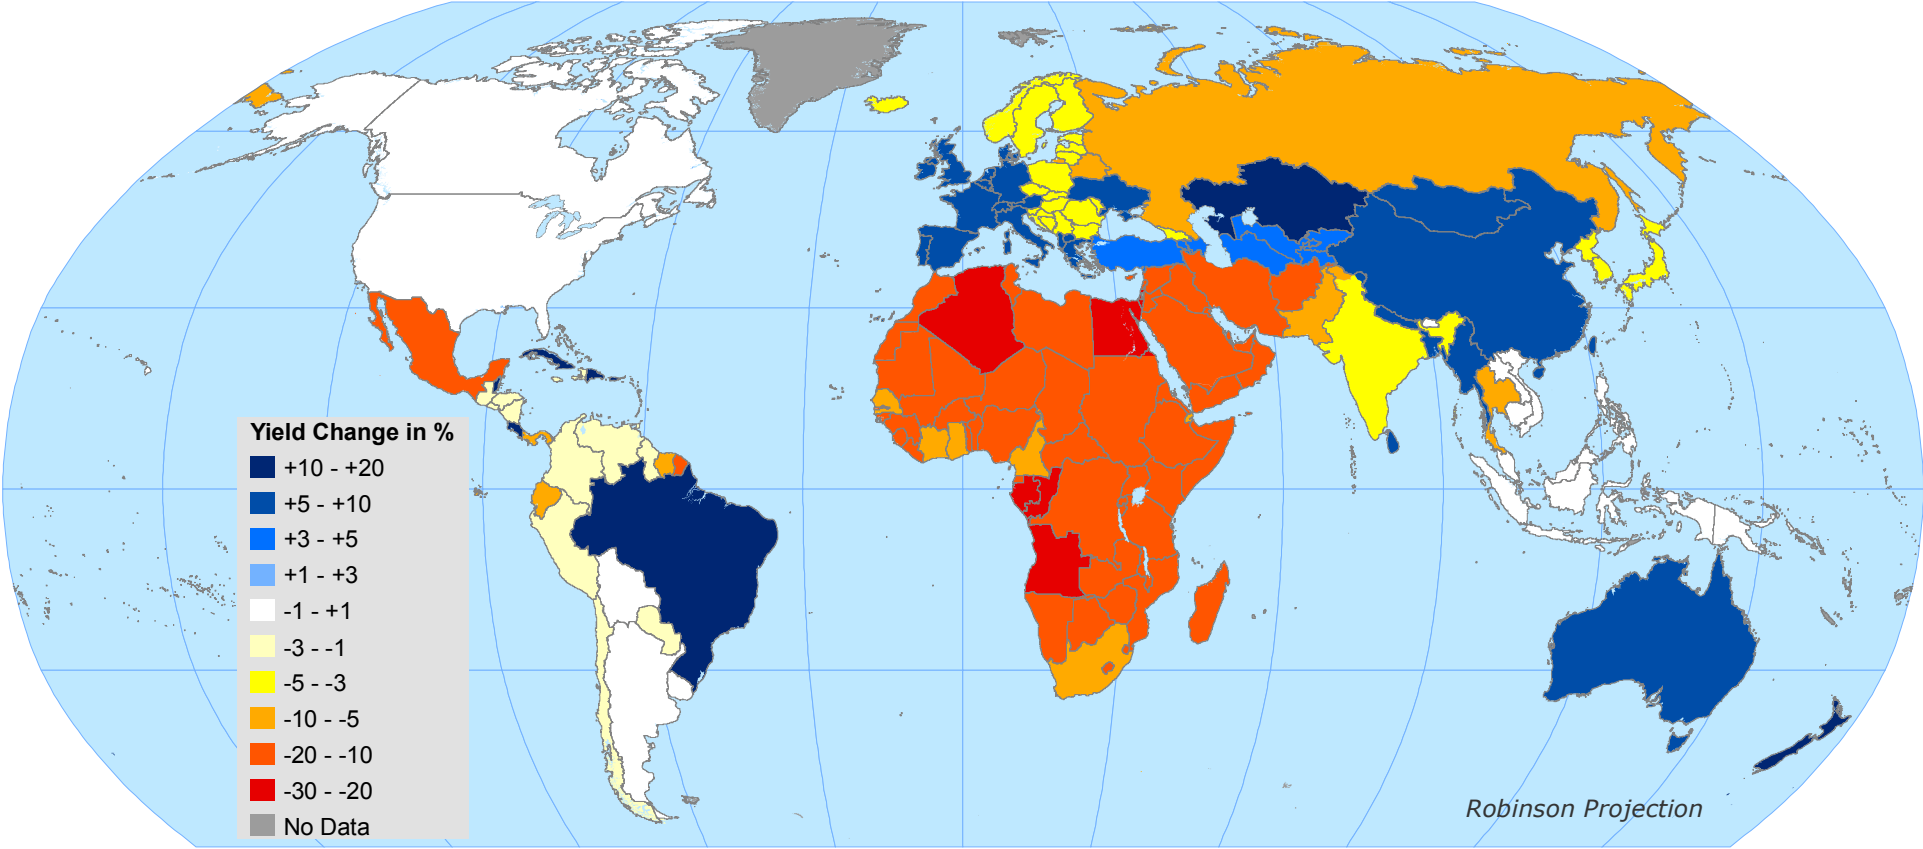 Yield Change in %
+10 - +20
+5 - +10
+3 - +5
+1 - +3
-1 - +1
-3 - -1
-5 - -3
-10 - -5
-20 - -10
-30 - -20
No Data
Robinson Projection